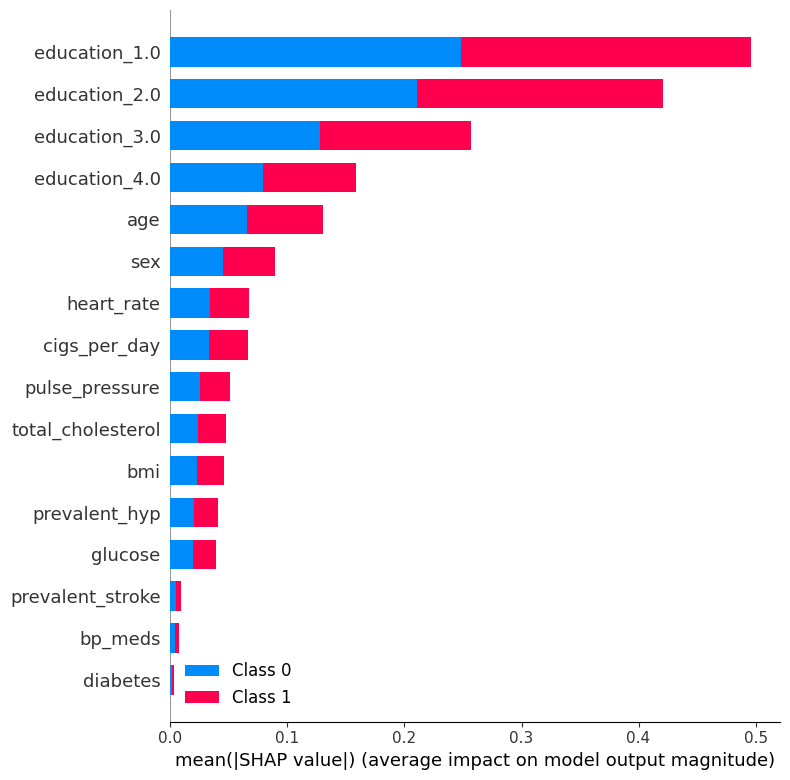 education_1.0
education_2.0
education_3.0
education_4.0
age
sex
heart_rate
cigs_per_day
pulse_pressure
total_cholesterol
bmi
prevalent_hyp
glucose
prevalent_stroke
bp_meds
diabetes
Class 0
Class 1
0.0 0.1 0.2 0.3 0.4 0.5
mean(|SHAP value|) (average impact on model output magnitude)